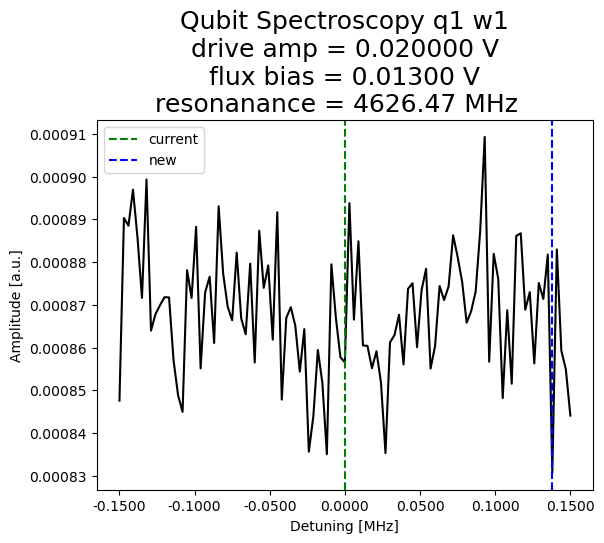 Qubit Spectroscopy q1 w1
drive amp = 0.020000 V
flux bias = 0.01300 V
resonanance = 4626.47 MHz
current
new
0.00091
0.00090
0.00089
0.00088
0.00087
0.00086
0.00085
0.00084
0.00083
Amplitude [a.u.]
-0.1500 -0.1000 -0.0500 0.0000 0.0500 0.1000 0.1500
Detuning [MHz]